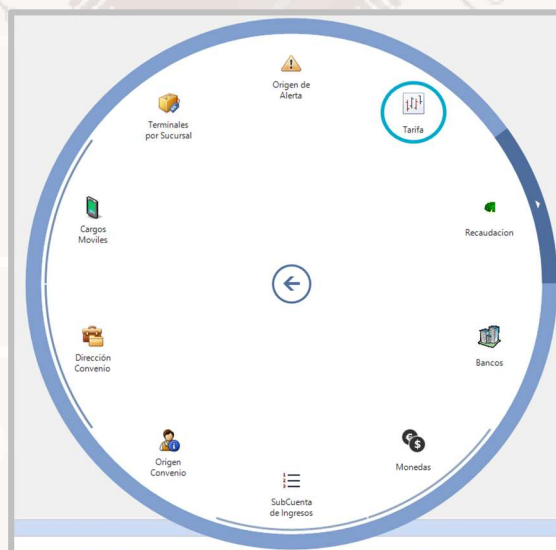 Origen de
Alerta
Tarifa
Recaudacion
Bancos
Monedas
SubCuenta
de Ingresos
Origen
Convenio
Dirección
Convenio
Cargos
Moviles
Terminales
por Sucursal